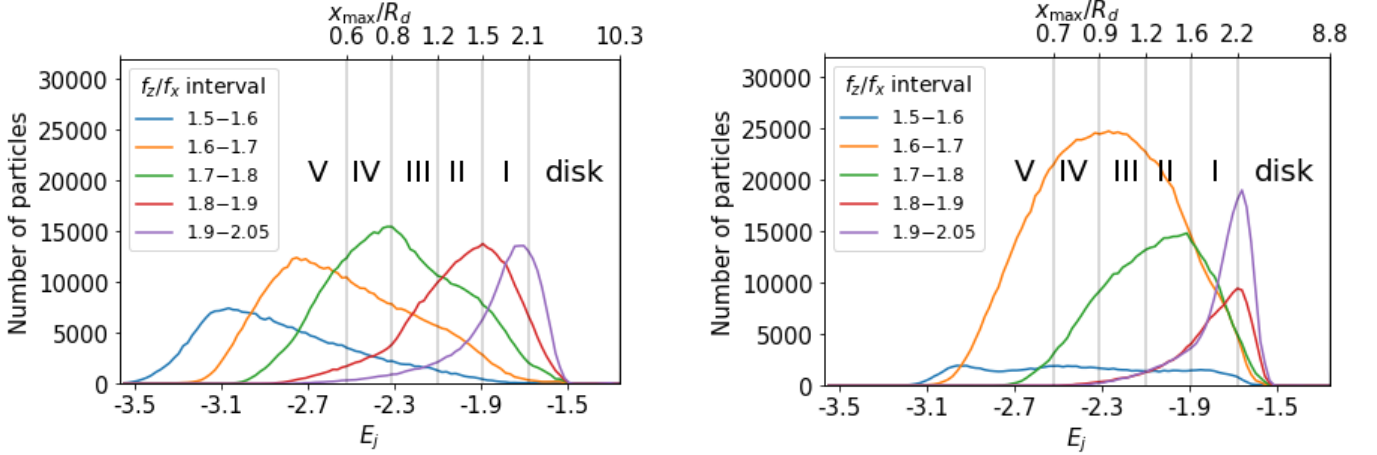 x_max/R_d
0.6 0.8 1.2 1.5 2.1 10.3
30000
25000
20000
15000
10000
5000
0
Number of particles
f_z/f_x interval
1.5−1.6
1.6−1.7
1.7−1.8
1.8−1.9
1.9−2.05
V IV III II I disk
-3.5 -3.1 -2.7 -2.3 -1.9 -1.5
E_j
x_max/R_d
0.7 0.9 1.2 1.6 2.2 8.8
30000
25000
20000
15000
10000
5000
0
Number of particles
f_z/f_x interval
1.5−1.6
1.6−1.7
1.7−1.8
1.8−1.9
1.9−2.05
V IV III II I disk
-3.5 -3.1 -2.7 -2.3 -1.9 -1.5
E_j